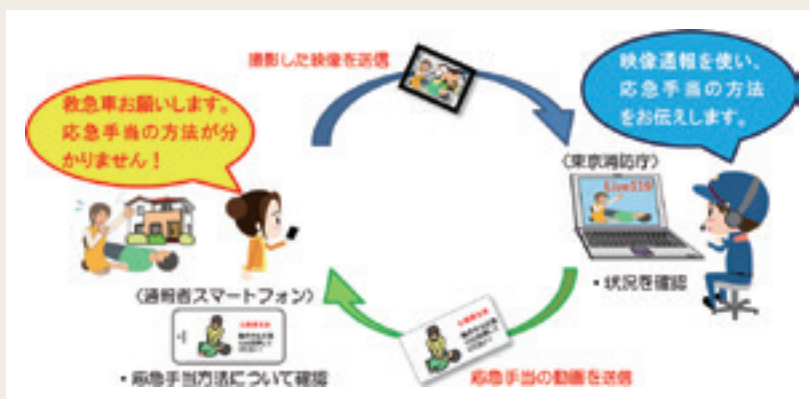 撮影した映像を送信
救急車お願いします。
応急手当の方法が分
かりません！
映像通報を使い、
応急手当の方法
をお伝えします。
〈東京消防庁〉
Live119
・状況を確認
〈通報者スマートフォン〉
・応急手当方法について確認
応急手当の動画を送信